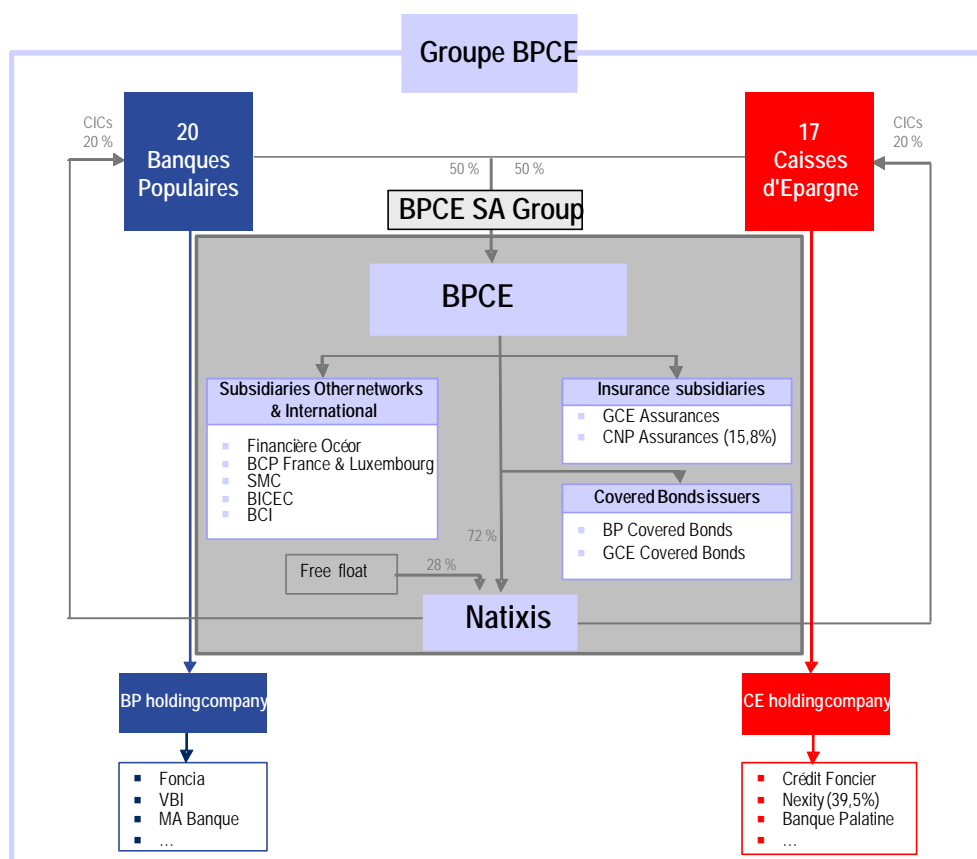 Groupe BPCE
CICs
20 %
20
Banques
Populaires
17
Caisses
d'Epargne
CICs
20 %
50 %
50 %
BPCE SA Group
BPCE
Subsidiaries Other networks
& International
Financière Océor
BCP France & Luxembourg
SMC
BICEC
BCI
Insurance subsidiaries
GCE Assurances
CNP Assurances (15,8%)
Covered Bonds issuers
BP Covered Bonds
GCE Covered Bonds
72 %
Free float
28 %
Natixis
BP holdingcompany
Foncia
VBI
MA Banque
...
CE holdingcompany
Crédit Foncier
Nexity (39,5%)
Banque Palatine
...